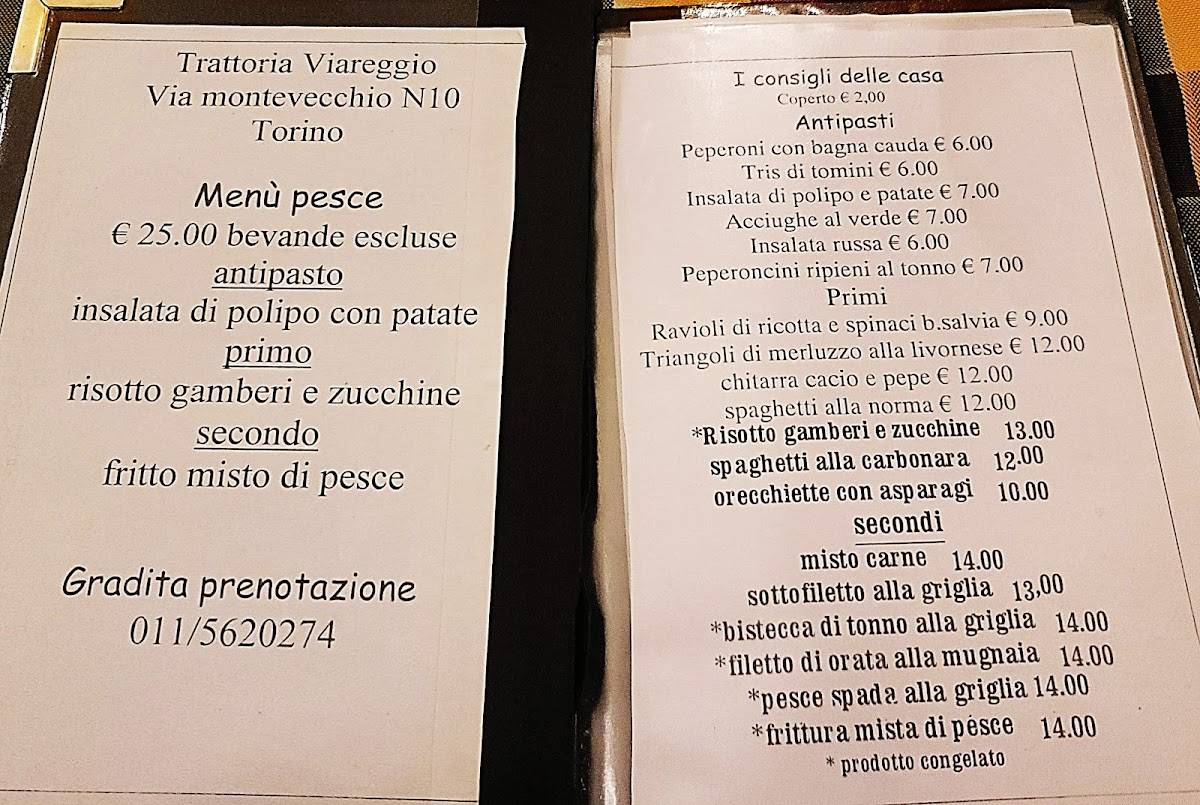 Trattoria Viareggio
Via montevecchio N10
Torino
Menù pesce
€ 25.00 bevande escluse
antipasto
insalata di polipo con patate
primo
risotto gamberi e zucchine
secondo
fritto misto di pesce
Gradita prenotazione
011/5620274
I consigli delle casa
Coperto € 2,00
Antipasti
Peperoni con bagna cauda € 6.00
Tris di tomini € 6.00
Insalata di polipo e patate € 7.00
Acciughe al verde € 7.00
Insalata russa € 6.00
Peperoncini ripieni al tonno € 7.00
Primi
Ravioli di ricotta e spinaci b.salvia € 9.00
Triangoli di merluzzo alla livornese € 12.00
chitarra cacio e pepe € 12.00
spaghetti alla norma € 12.00
*Risotto gamberi e zucchine 13.00
spaghetti alla carbonara 12.00
orecchiette con asparagi 10.00
secondi
misto carne 14.00
sottofiletto alla griglia 13,00
*bistecca di tonno alla griglia 14.00
*filetto di orata alla mugnaia 14.00
*pesce spada alla griglia 14.00
*frittura mista di pesce 14.00
* prodotto congelato